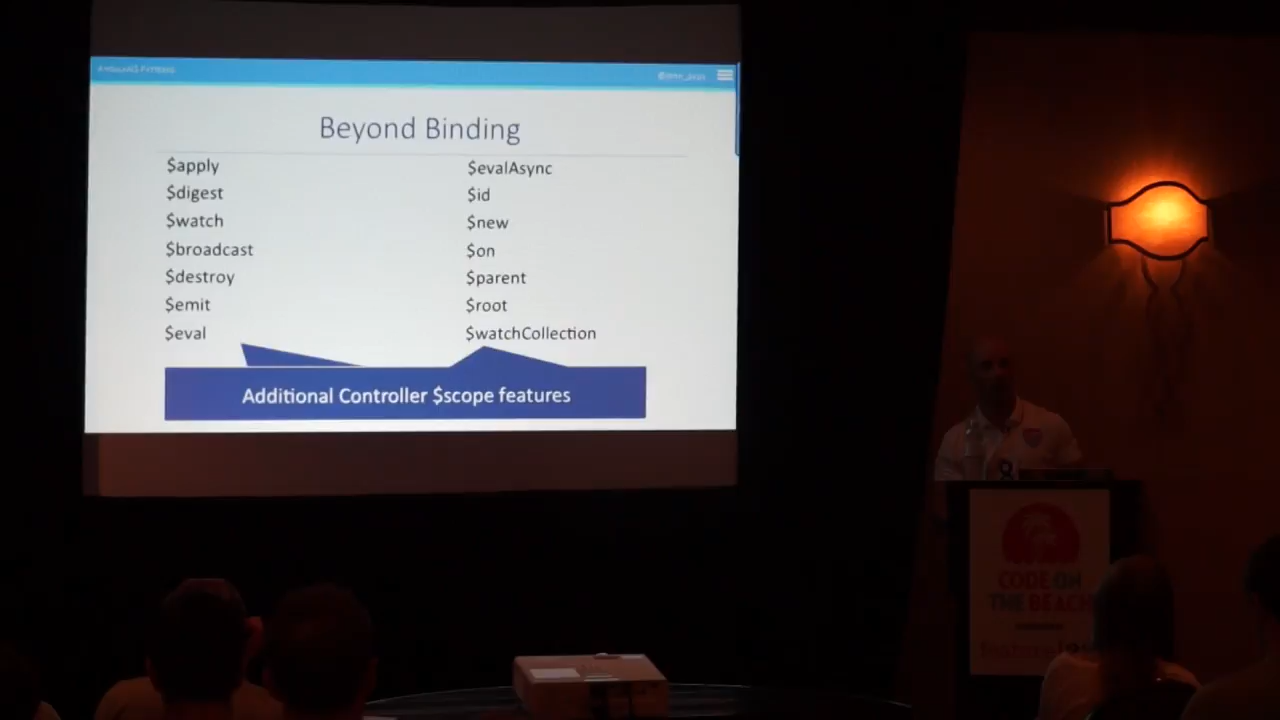 Beyond Binding
$apply
$digest
$watch
$broadcast
$destroy
$emit
$eval
$evalAsync
$id
$new
$on
$parent
$root
$watchCollection
Additional Controller $scope features
CODE ON
THE BEACH